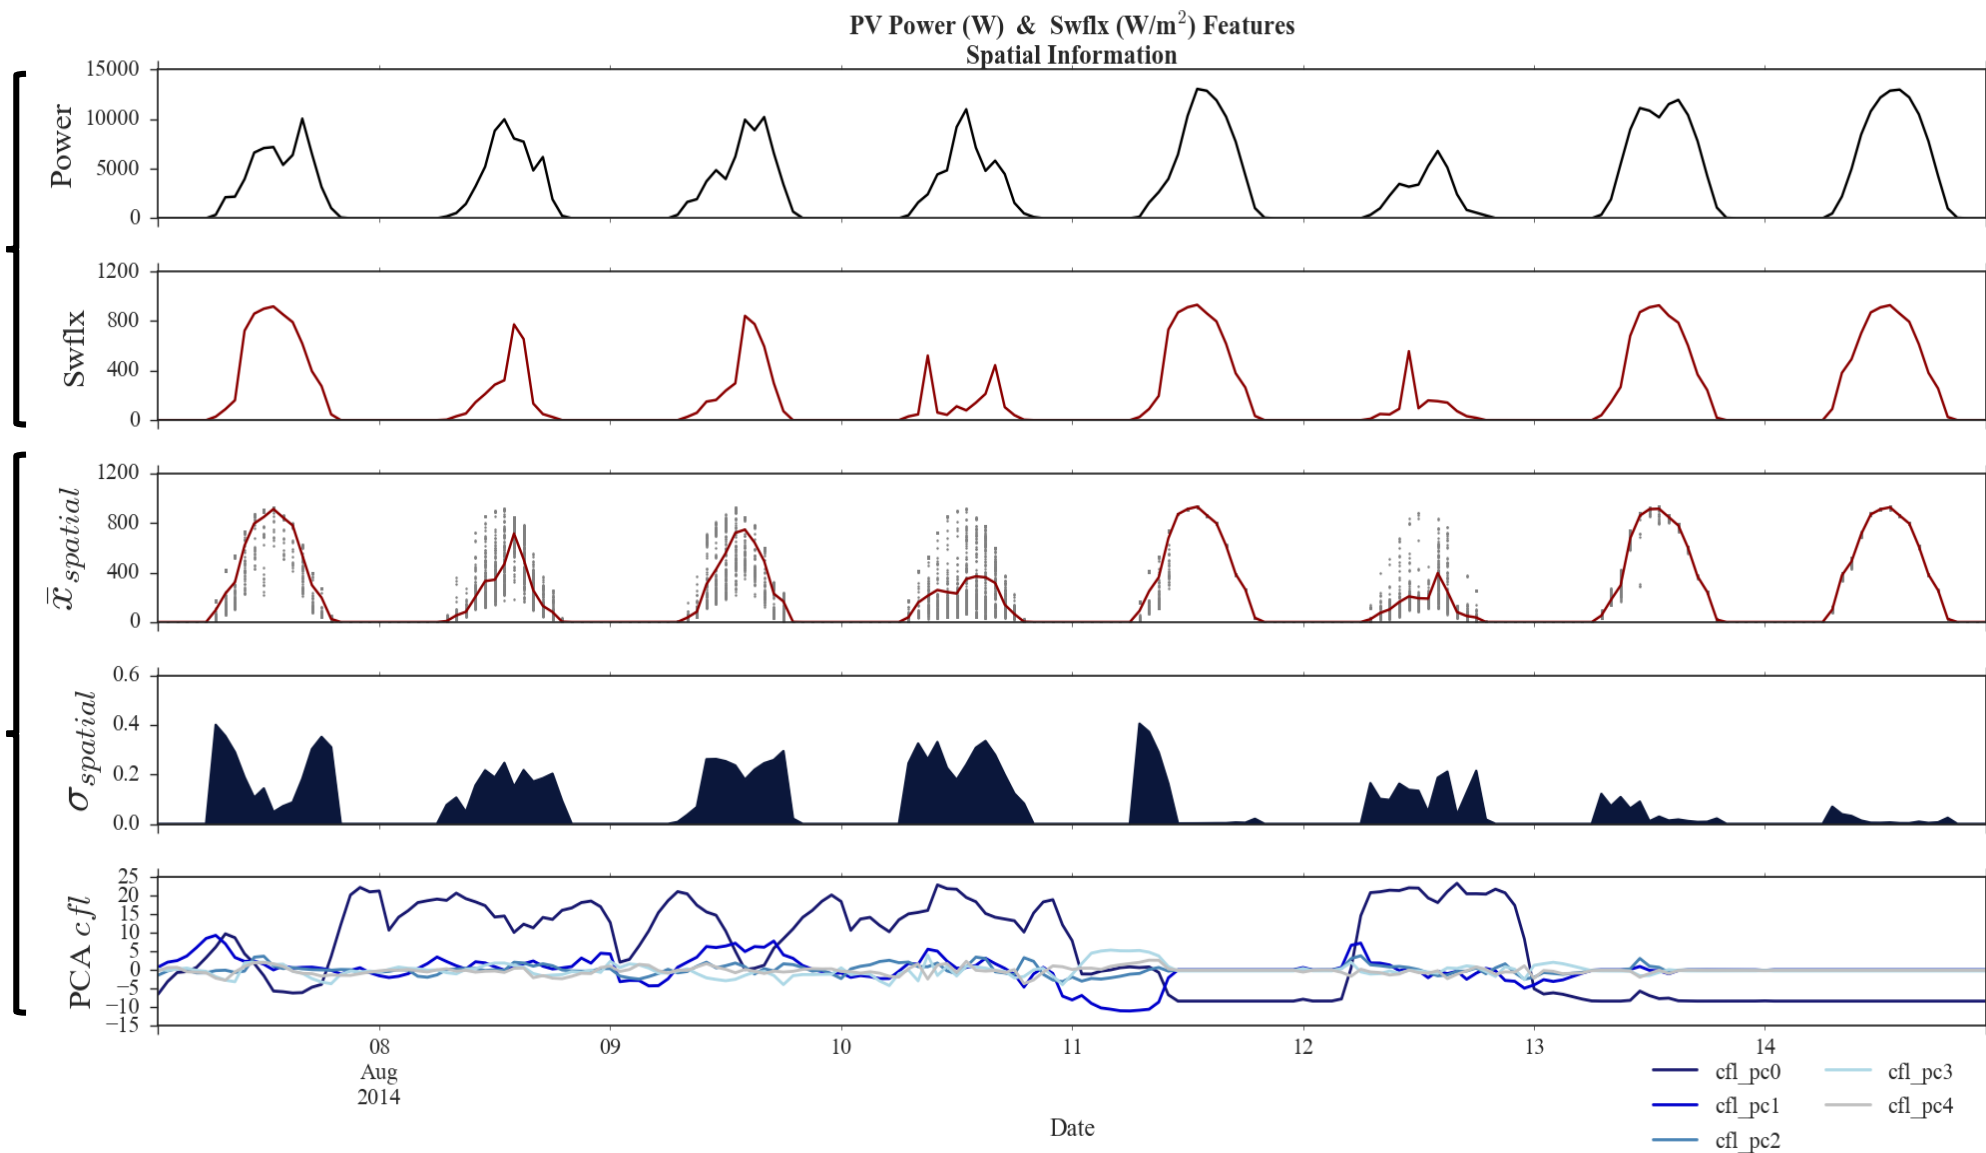 PV Power (W) & Swflx (W/m²) Features
Spatial Information
Power
15000
10000
5000
0
Swflx
1200
800
400
0
x̄ spatial
1200
800
400
0
σ spatial
0.6
0.4
0.2
0.0
PCA cfl
25
20
15
10
5
0
−5
−10
−15
08 09 10 11 12 13 14
Aug
2014
Date
cfl_pc0 cfl_pc3
cfl_pc1 cfl_pc4
cfl_pc2